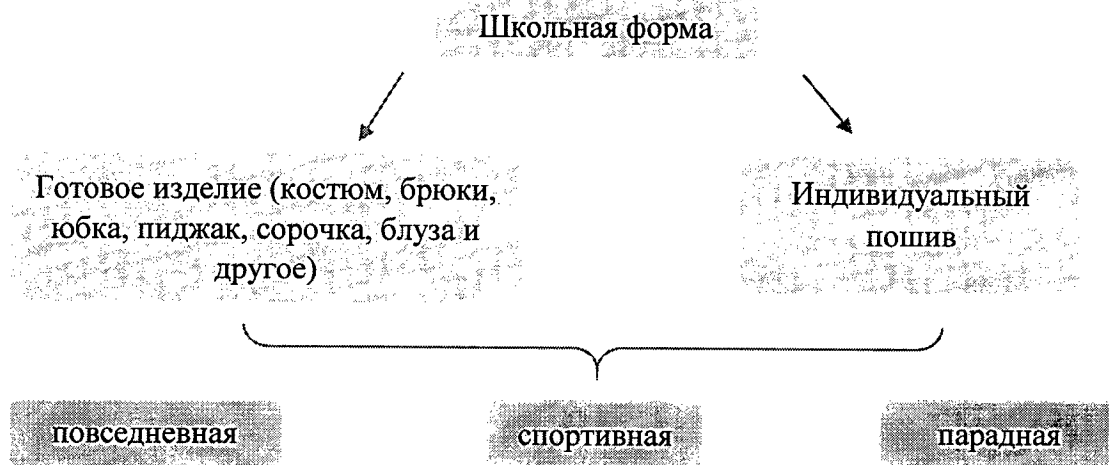 Школьная форма
Готовое изделие (костюм, брюки,
юбка, пиджак, сорочка, блуза и
другое)
Индивидуальный
пошив
повседневная
спортивная
парадная